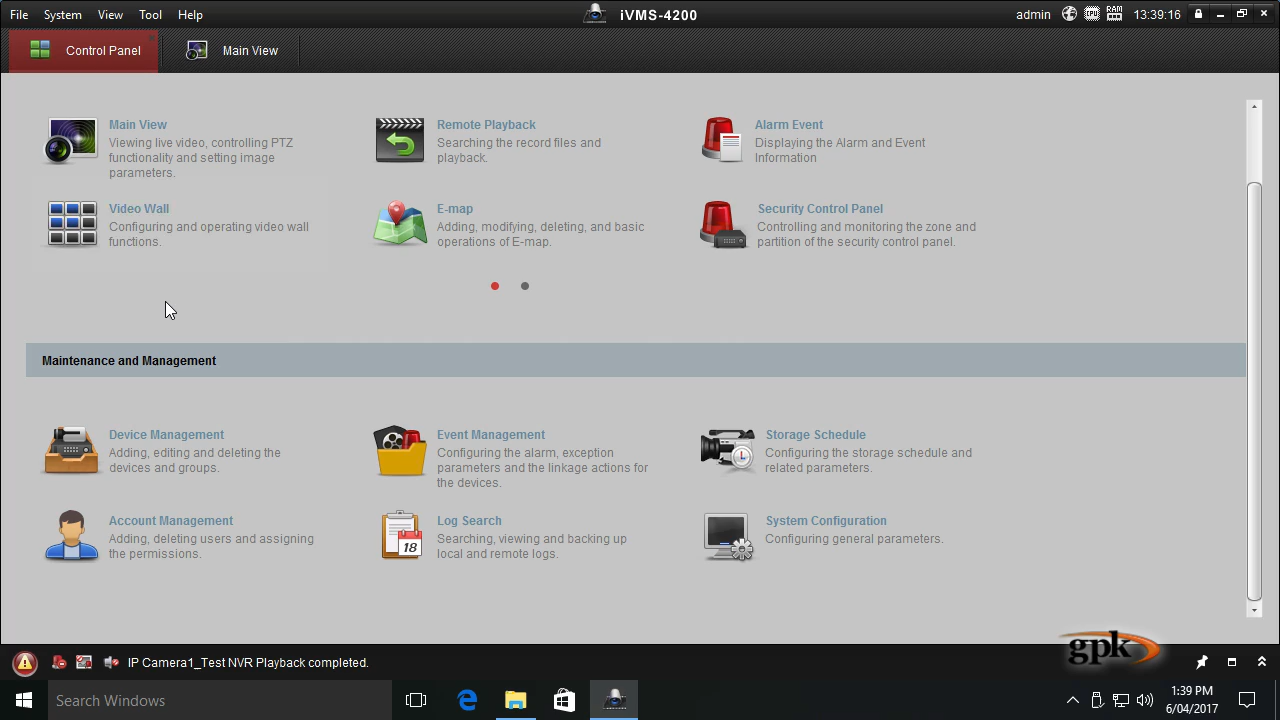 File System View Tool Help
iVMS-4200
admin RAM 13:39:16
Control Panel
Main View
Main View
Viewing live video, controlling PTZ
functionality and setting image
parameters.
Remote Playback
Searching the record files and
playback.
Alarm Event
Displaying the Alarm and Event
Information
Video Wall
Configuring and operating video wall
functions.
E-map
Adding, modifying, deleting, and basic
operations of E-map.
Security Control Panel
Controlling and monitoring the zone and
partition of the security control panel.
Maintenance and Management
Device Management
Adding, editing and deleting the
devices and groups.
Event Management
Configuring the alarm, exception
parameters and the linkage actions for
the devices.
Storage Schedule
Configuring the storage schedule and
related parameters.
Account Management
Adding, deleting users and assigning
the permissions.
18
Log Search
Searching, viewing and backing up
local and remote logs.
System Configuration
Configuring general parameters.
gpk
IP Camera1_Test NVR Playback completed.
Search Windows
1:39 PM
6/04/2017